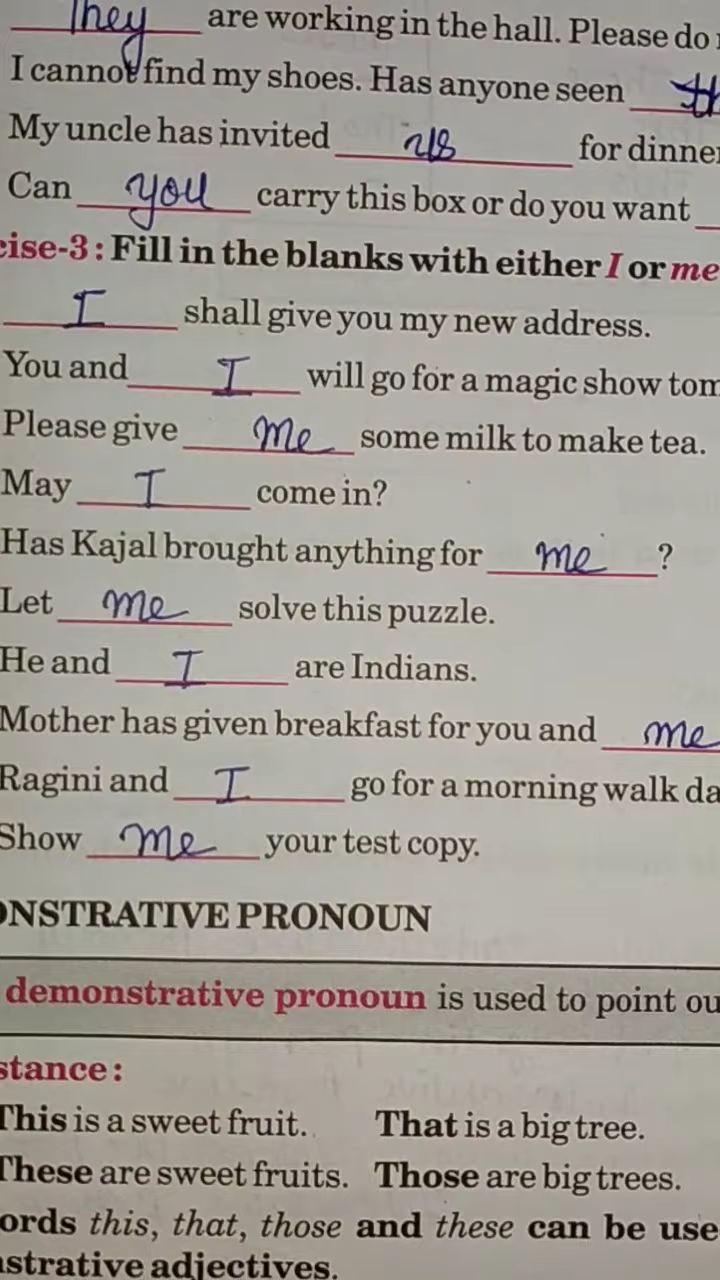 They are working in the hall. Please do
I cannot find my shoes. Has anyone seen
My uncle has invited us for dinner
Can you carry this box or do you want
cise-3 : Fill in the blanks with either I or me
I shall give you my new address.
You and I will go for a magic show tom
Please give me some milk to make tea.
May I come in?
Has Kajal brought anything for me ?
Let me solve this puzzle.
He and I are Indians.
Mother has given breakfast for you and me
Ragini and I go for a morning walk da
Show me your test copy.
ONSTRATIVE PRONOUN
demonstrative pronoun is used to point ou
stance :
This is a sweet fruit. That is a big tree.
These are sweet fruits. Those are big trees.
ords this, that, those and these can be use
nstrative adjectives.